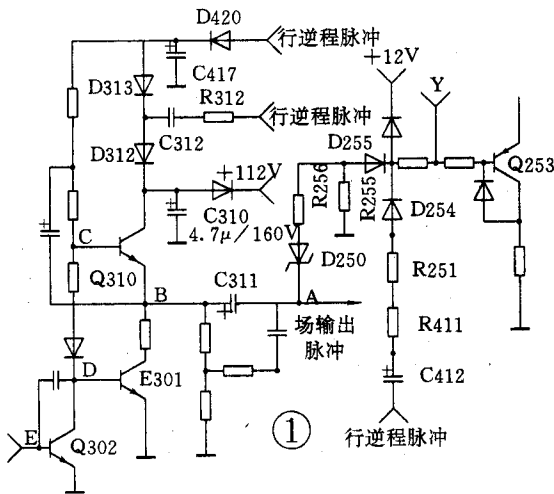 D420
行逆程脉冲
+12V
C417
D313
R312
行逆程脉冲
Y
C312
D255
Q253
D312
R256
R255
+112V
D254
C310
4.7μ/160V
D250
C
Q310
C311
R251
B
A
场输出
脉冲
R411
D
E301
C412
E
Q302
①
行逆程脉冲